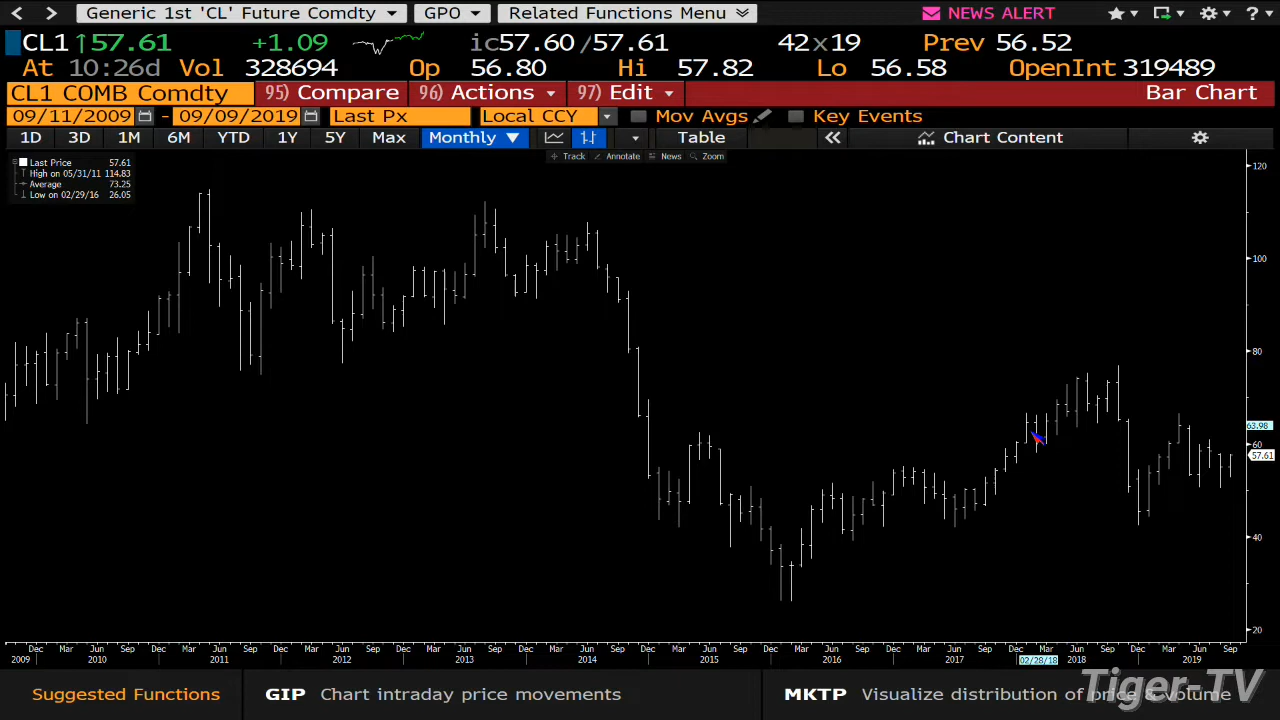 Generic 1st 'CL' Future Comdty GPO Related Functions Menu NEWS ALERT ?
CL1 ↑57.61 +1.09 ic57.60 /57.61 42x19 Prev 56.52
At 10:26d Vol 328694 Op 56.80 Hi 57.82 Lo 56.58 OpenInt 319489
CL1 COMB Comdty 95) Compare 96) Actions 97) Edit Bar Chart
09/11/2009 - 09/09/2019 Last Px Local CCY Mov Avgs Key Events
1D 3D 1M 6M YTD 1Y 5Y Max Monthly ▼ Table « Chart Content
Track Annotate News Zoom
Last Price 57.61
High on 05/31/11 114.83
Average 73.25
Low on 02/29/16 26.05
120
100
80
63.98
60
57.61
40
20
Dec Mar Jun Sep Dec Mar Jun Sep Dec Mar Jun Sep Dec Mar Jun Sep Dec Mar Jun Sep Dec Mar Jun Sep Dec Mar Jun Sep Dec Mar Jun Sep Dec Mar Jun Sep Dec Mar Jun Sep
2009 2010 2011 2012 2013 2014 2015 2016 2017 02/28/18 2018 2019
Suggested Functions GIP Chart intraday price movements MKTP Visualize distribution of price & volume
Tiger-TV